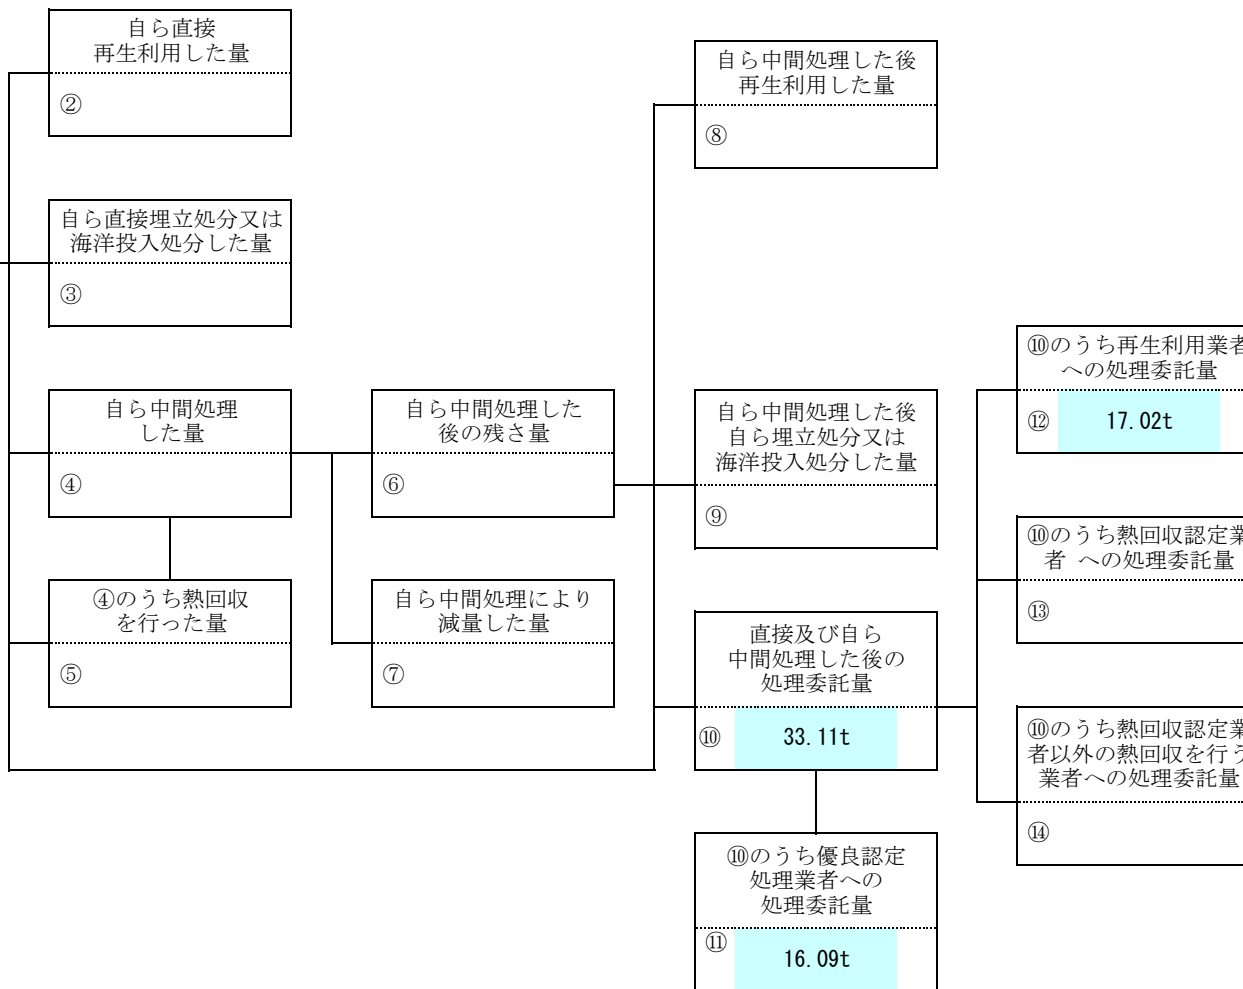 自ら直接
再生利用した量
②
自ら直接埋立処分又は
海洋投入処分した量
③
自ら中間処理
した量
④
④のうち熱回収
を行った量
⑤
自ら中間処理した
後の残さ量
⑥
自ら中間処理により
減量した量
⑦
自ら中間処理した後
再生利用した量
⑧
自ら中間処理した後
自ら埋立処分又は
海洋投入処分した量
⑨
直接及び自ら
中間処理した後の
処理委託量
⑩ 33.11t
⑩のうち優良認定
処理業者への
処理委託量
⑪ 16.09t
⑩のうち再生利用業者
への処理委託量
⑫ 17.02t
⑩のうち熱回収認定業
者 への処理委託量
⑬
⑩のうち熱回収認定業
者以外の熱回収を行う
業者への処理委託量
⑭